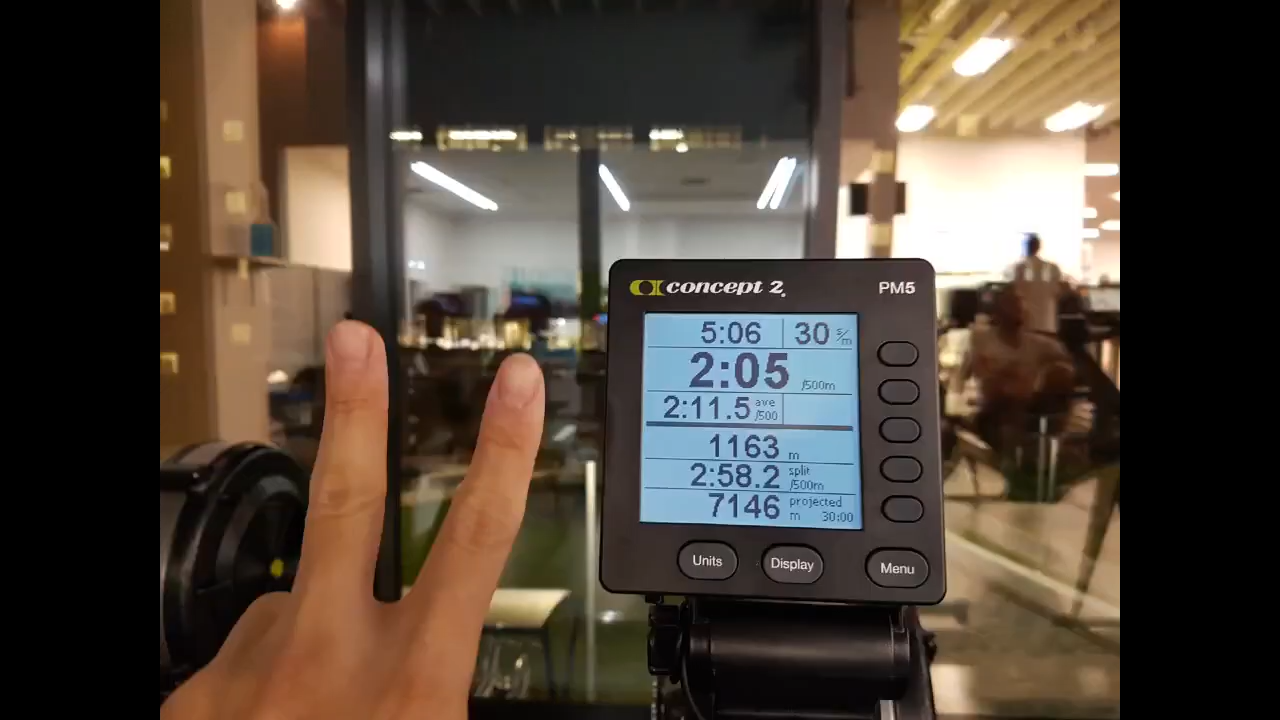 concept 2.
PM5
5:06 30 s/m
2:05 /500m
2:11.5 ave /500
1163 m
2:58.2 split /500m
7146 m projected 30:00
Units
Display
Menu